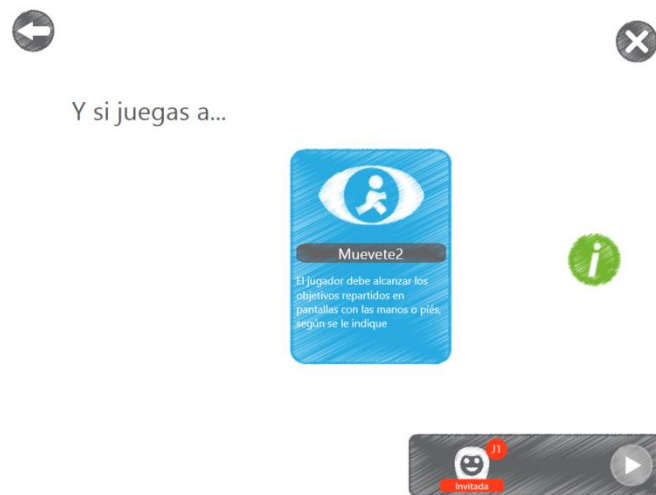 Y si juegas a...
Muevete2
El jugador debe alcanzar los
objetivos repartidos en
pantallas con las manos o piés,
según se le indique
i
J1
Invitada